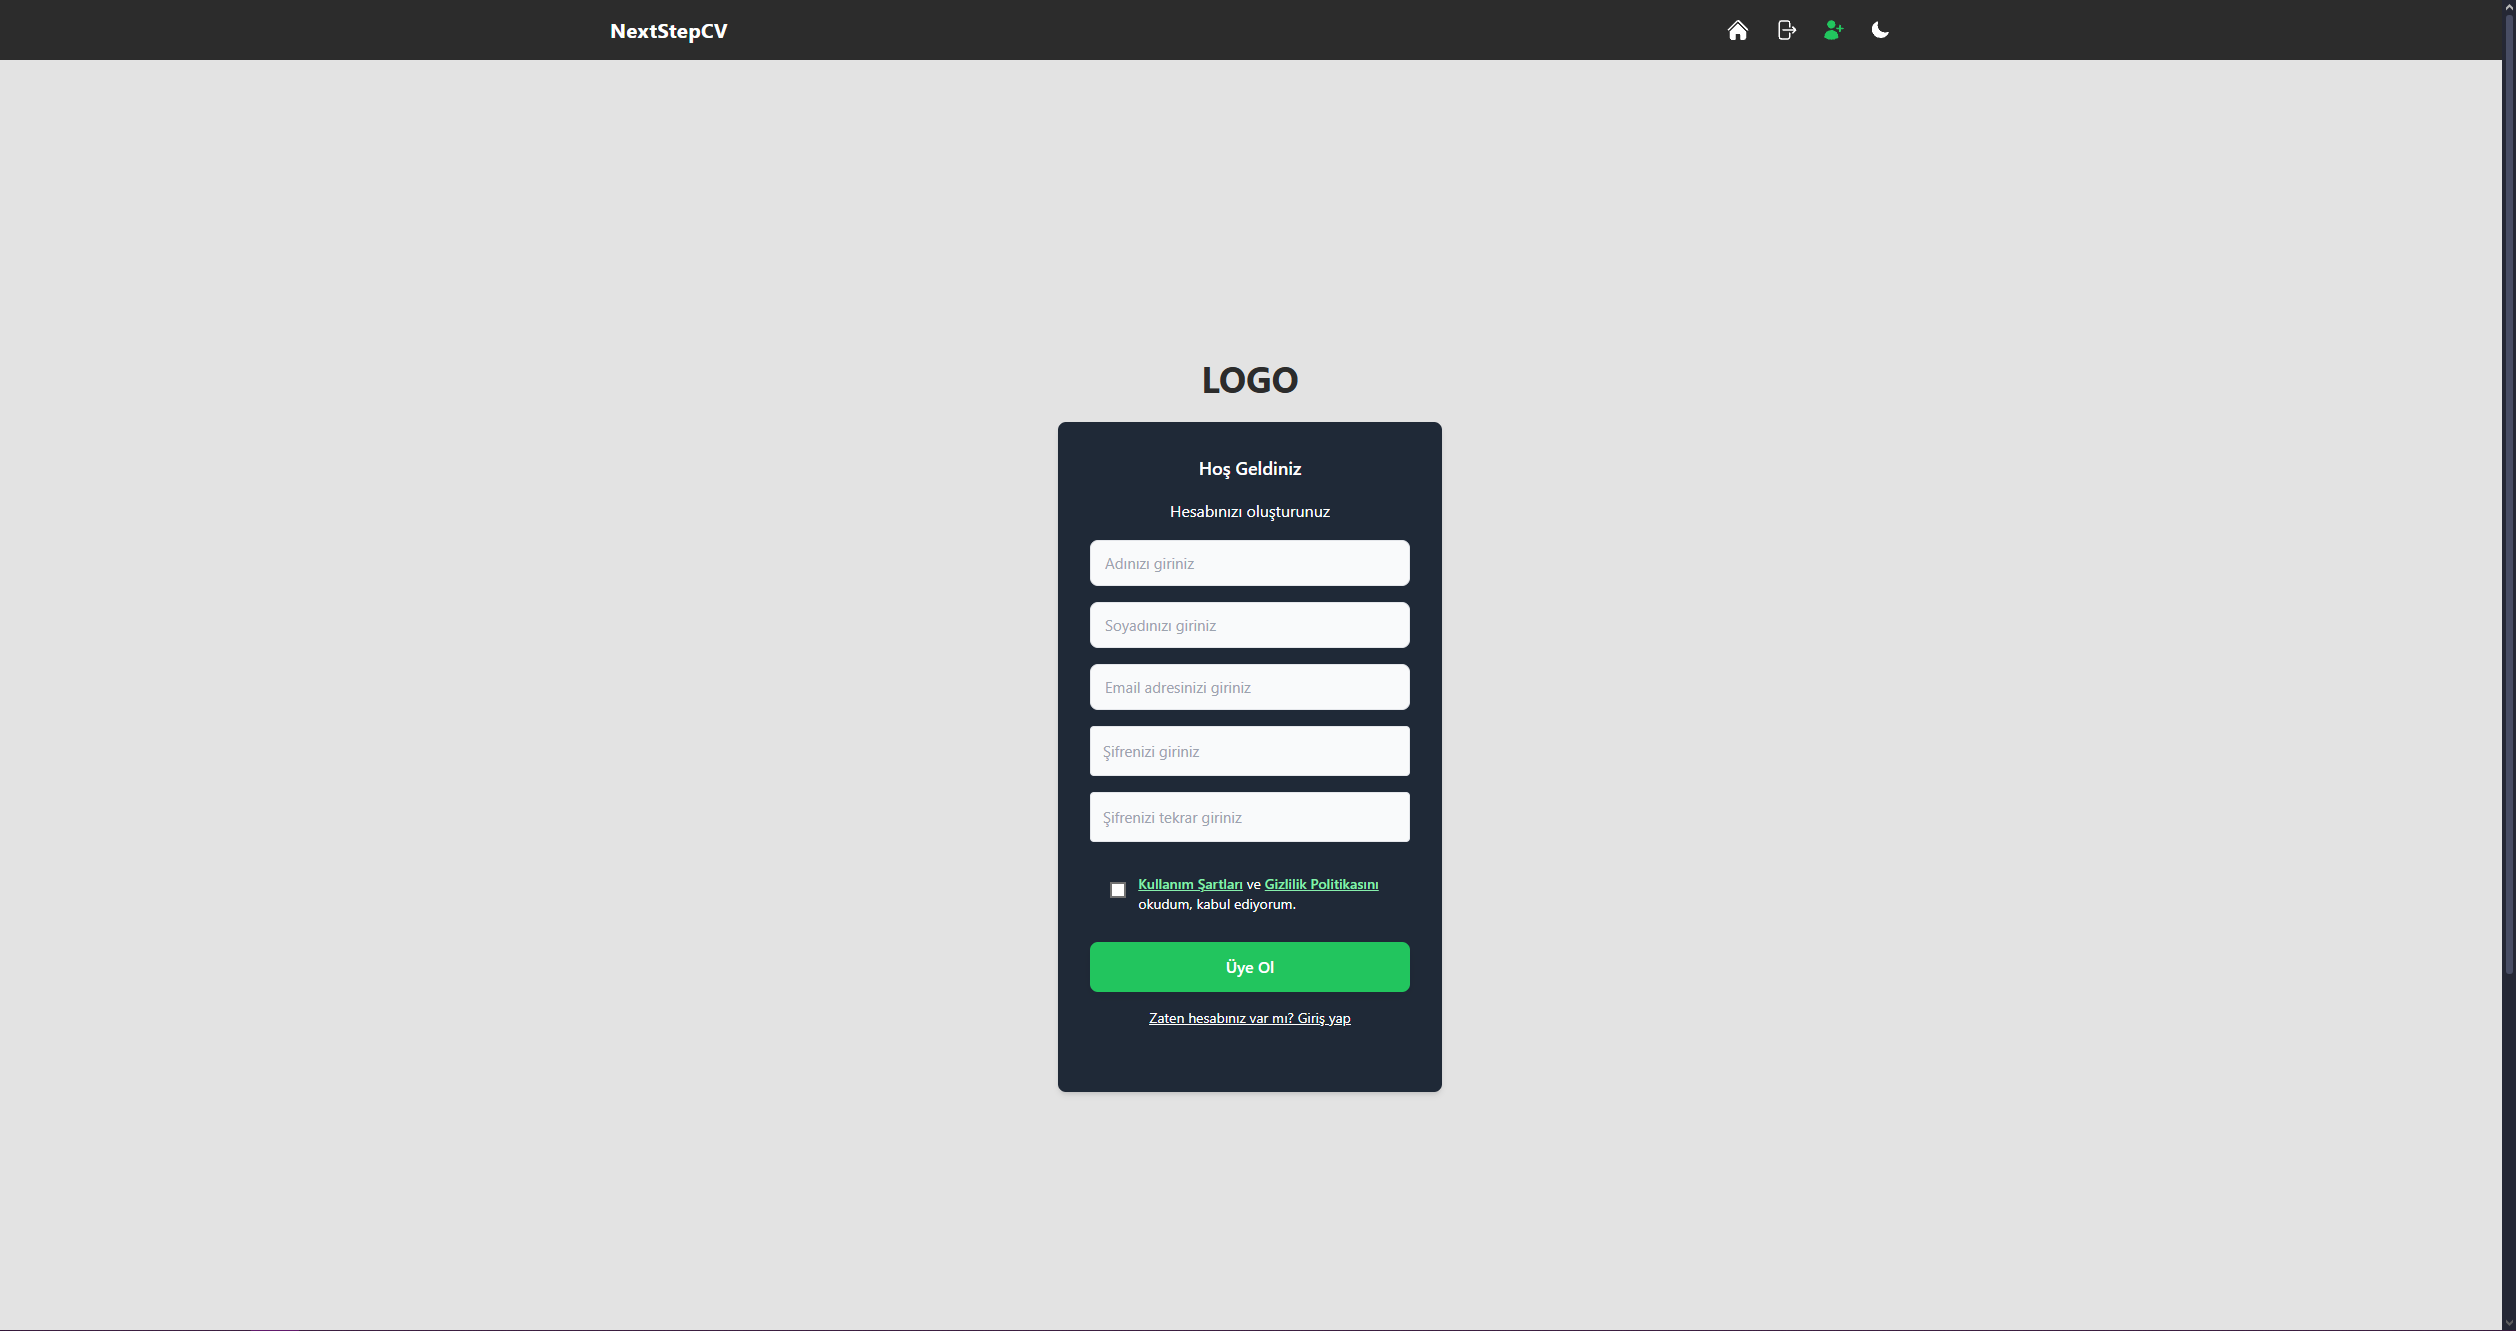 NextStepCV
LOGO
Hoş Geldiniz
Hesabınızı oluşturunuz
Adınızı giriniz
Soyadınızı giriniz
Email adresinizi giriniz
Şifrenizi giriniz
Şifrenizi tekrar giriniz
Kullanım Şartları ve Gizlilik Politikasını
okudum, kabul ediyorum.
Üye Ol
Zaten hesabınız var mı? Giriş yap